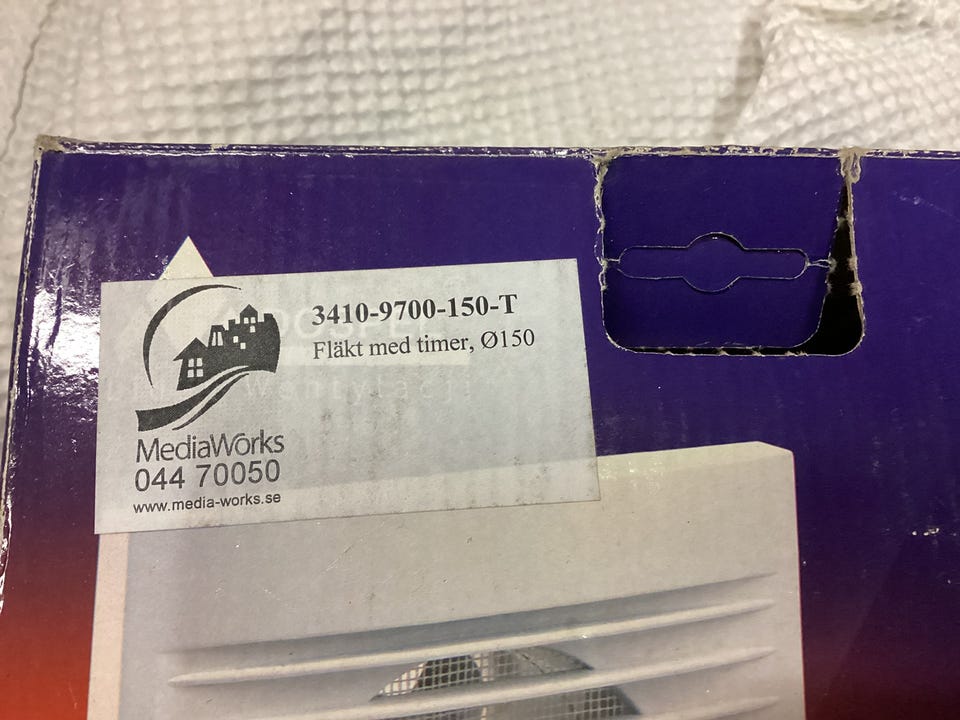 3410-9700-150-T
Fläkt med timer, Ø150
MediaWorks
044 70050
www.media-works.se